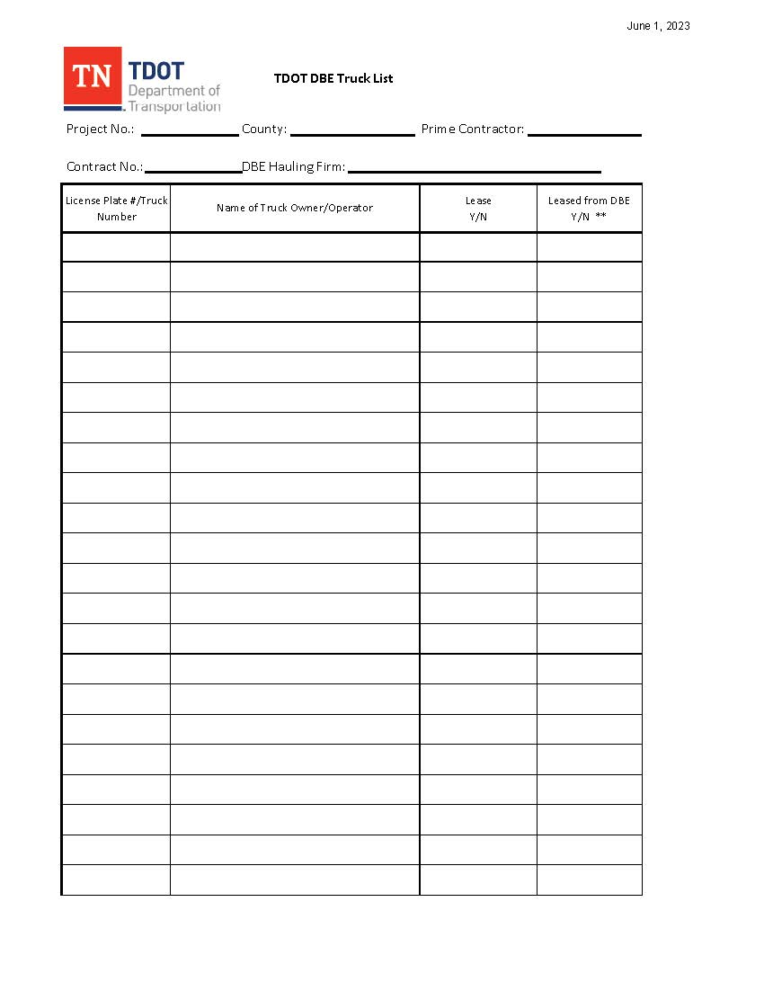 June 1, 2023
TN TDOT
Department of
Transportation
TDOT DBE Truck List
Project No.: County: Prime Contractor:
Contract No.: DBE Hauling Firm:
License Plate #/Truck
Number
Name of Truck Owner/Operator
Lease
Y/N
Leased from DBE
Y/N **